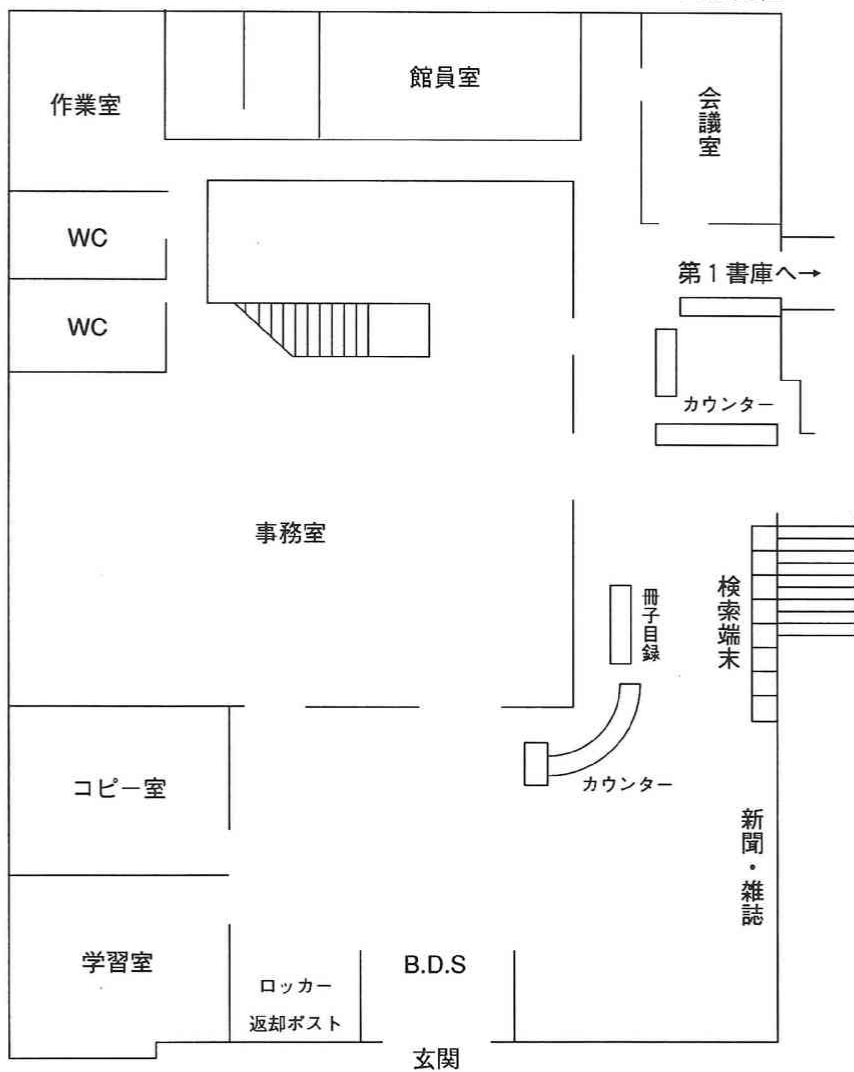 作業室
館員室
会議室
WC
第1書庫へ→
WC
カウンター
事務室
冊子目録
検索端末
コピー室
カウンター
新聞・雑誌
学習室
B.D.S
ロッカー
返却ポスト
玄関